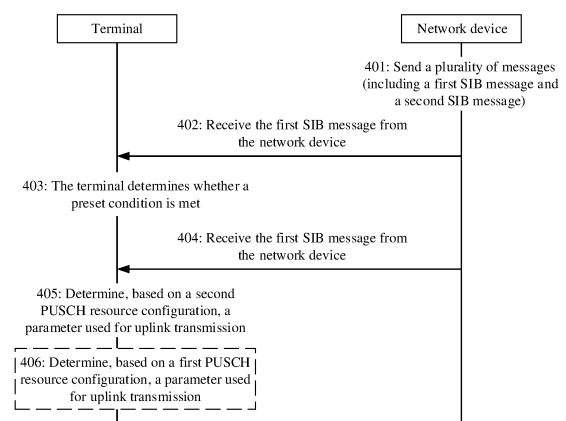 Terminal
Network device
401: Send a plurality of messages
(including a first SIB message and
a second SIB message)
402: Receive the first SIB message from
the network device
403: The terminal determines whether a
preset condition is met
404: Receive the first SIB message from
the network device
405: Determine, based on a second
PUSCH resource configuration, a
parameter used for uplink transmission
406: Determine, based on a first PUSCH
resource configuration, a parameter used
for uplink transmission